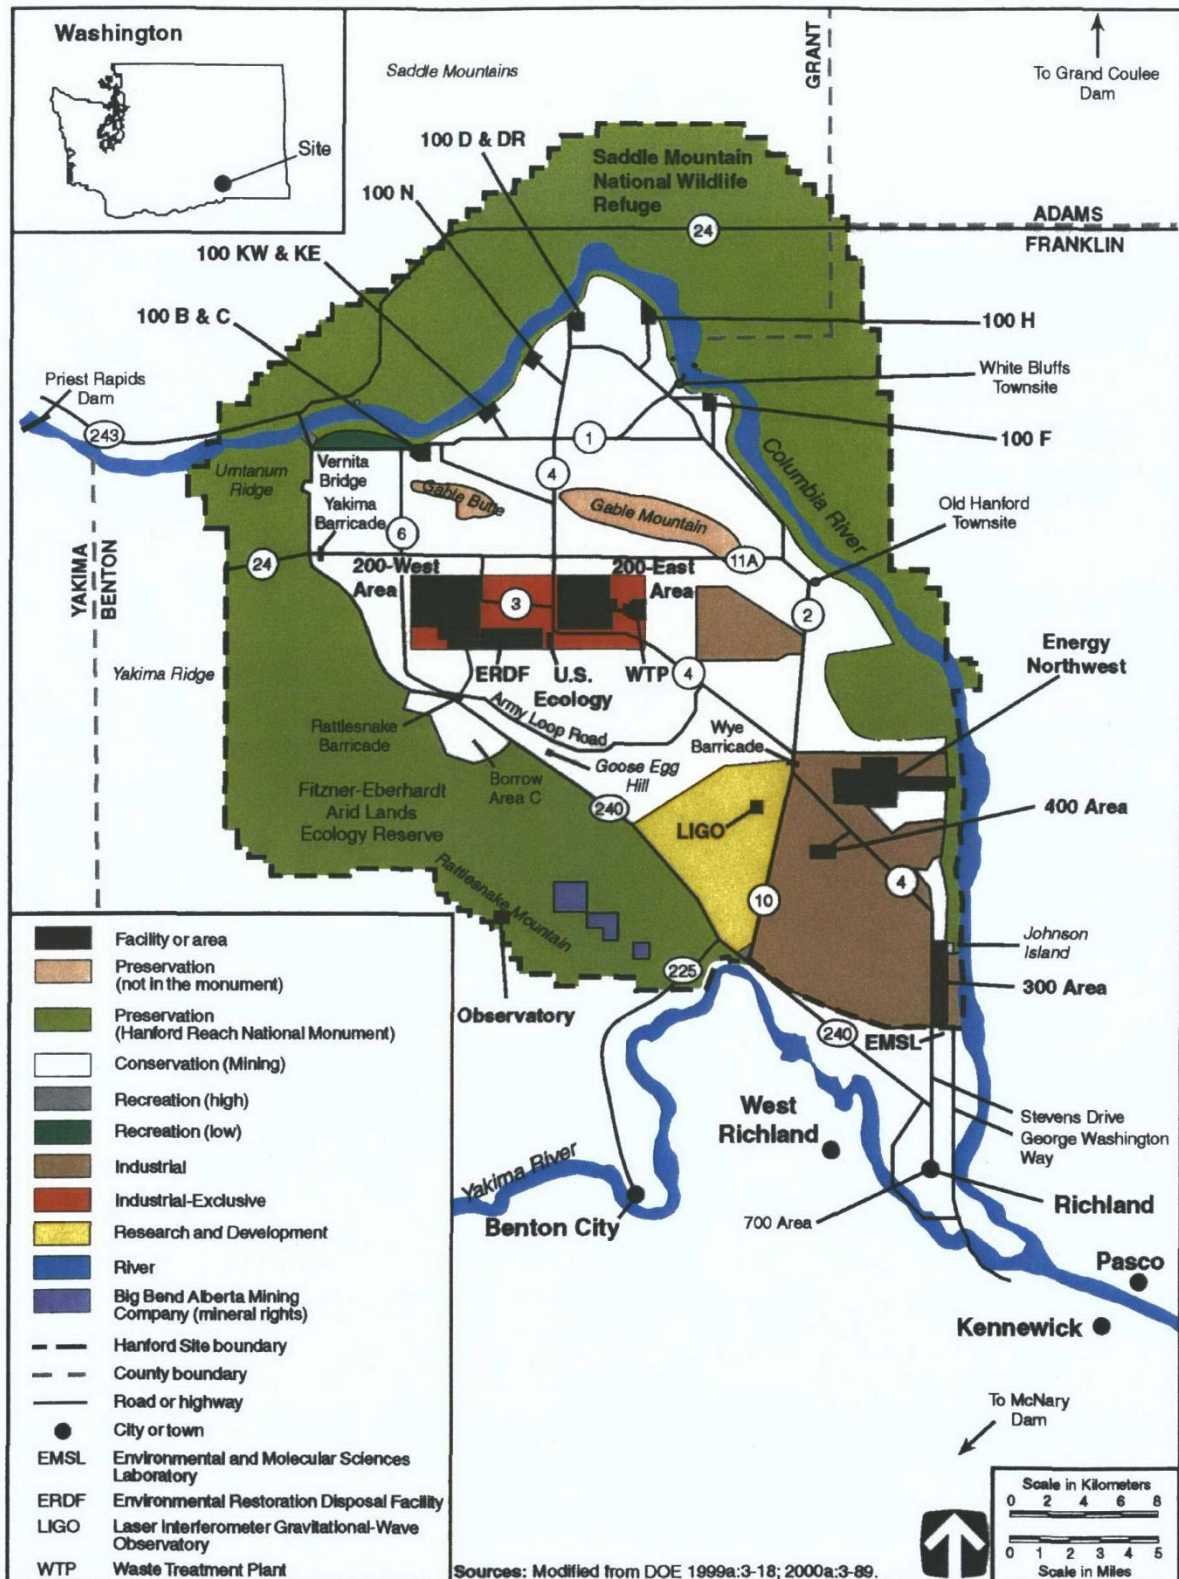 Washington
Site
Saddle Mountains
GRANT
To Grand Coulee
Dam
100 D & DR
Saddle Mountain
National Wildlife
Refuge
100 N
24
ADAMS
FRANKLIN
100 KW & KE
100 B & C
100 H
Priest Rapids
Dam
White Bluffs
Townsite
243
1
100 F
Umtanum
Ridge
Vernita
Bridge
4
Columbia River
Yakima
Barricade
Gable Butte
Gable Mountain
Old Hanford
Townsite
6
YAKIMA
BENTON
24
11A
200-West
Area
200-East
Area
3
2
Yakima Ridge
ERDF
U.S.
Ecology
WTP
4
Energy
Northwest
Army Loop Road
Rattlesnake
Barricade
Wye
Barricade
Borrow
Area C
Goose Egg
Hill
Fitzner-Eberhardt
Arid Lands
Ecology Reserve
240
LIGO
400 Area
Rattlesnake Mountain
10
4
Johnson
Island
225
300 Area
Observatory
240
EMSL
West
Richland
Stevens Drive
George Washington
Way
Yakima River
Benton City
700 Area
Richland
Pasco
Kennewick
To McNary
Dam
Facility or area
Preservation
(not in the monument)
Preservation
(Hanford Reach National Monument)
Conservation (Mining)
Recreation (high)
Recreation (low)
Industrial
Industrial-Exclusive
Research and Development
River
Big Bend Alberta Mining
Company (mineral rights)
Hanford Site boundary
County boundary
Road or highway
City or town
EMSL Environmental and Molecular Sciences
Laboratory
ERDF Environmental Restoration Disposal Facility
LIGO Laser Interferometer Gravitational-Wave
Observatory
WTP Waste Treatment Plant
Sources: Modified from DOE 1999a:3-18; 2000a:3-89.
Scale in Kilometers
0 2 4 6 8
0 1 2 3 4 5
Scale in Miles